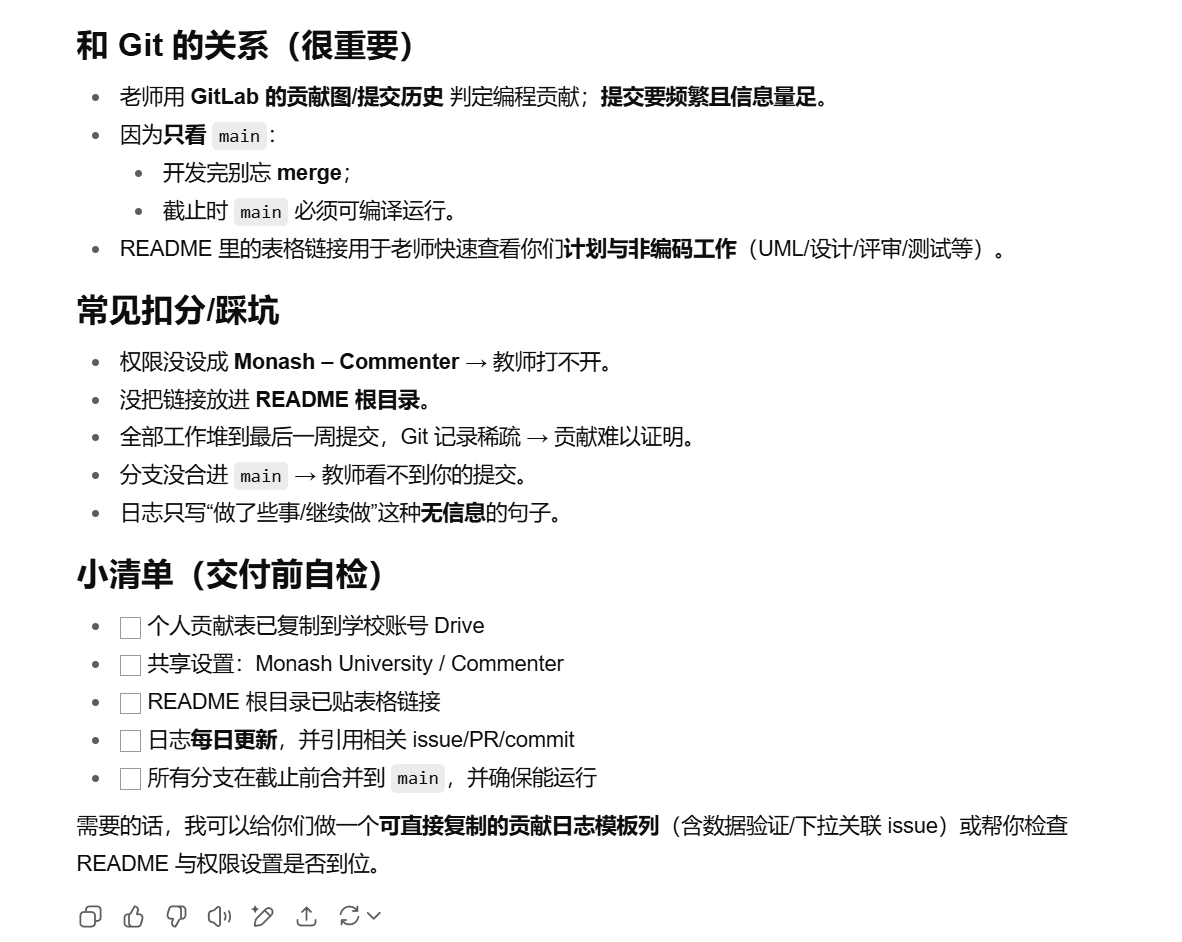 和 Git 的关系（很重要）
老师用 GitLab 的贡献图/提交历史 判定编程贡献；提交要频繁且信息量足。
因为只看 main：
开发完别忘 merge；
截止时 main 必须可编译运行。
README 里的表格链接用于老师快速查看你们计划与非编码工作（UML/设计/评审/测试等）。
常见扣分/踩坑
权限没设成 Monash – Commenter → 教师打不开。
没把链接放进 README 根目录。
全部工作堆到最后一周提交，Git 记录稀疏 → 贡献难以证明。
分支没合进 main → 教师看不到你的提交。
日志只写“做了些事/继续做”这种无信息的句子。
小清单（交付前自检）
个人贡献表已复制到学校账号 Drive
共享设置：Monash University / Commenter
README 根目录已贴表格链接
日志每日更新，并引用相关 issue/PR/commit
所有分支在截止前合并到 main，并确保能运行
需要的话，我可以给你们做一个可直接复制的贡献日志模板列（含数据验证/下拉关联 issue）或帮你检查
README 与权限设置是否到位。